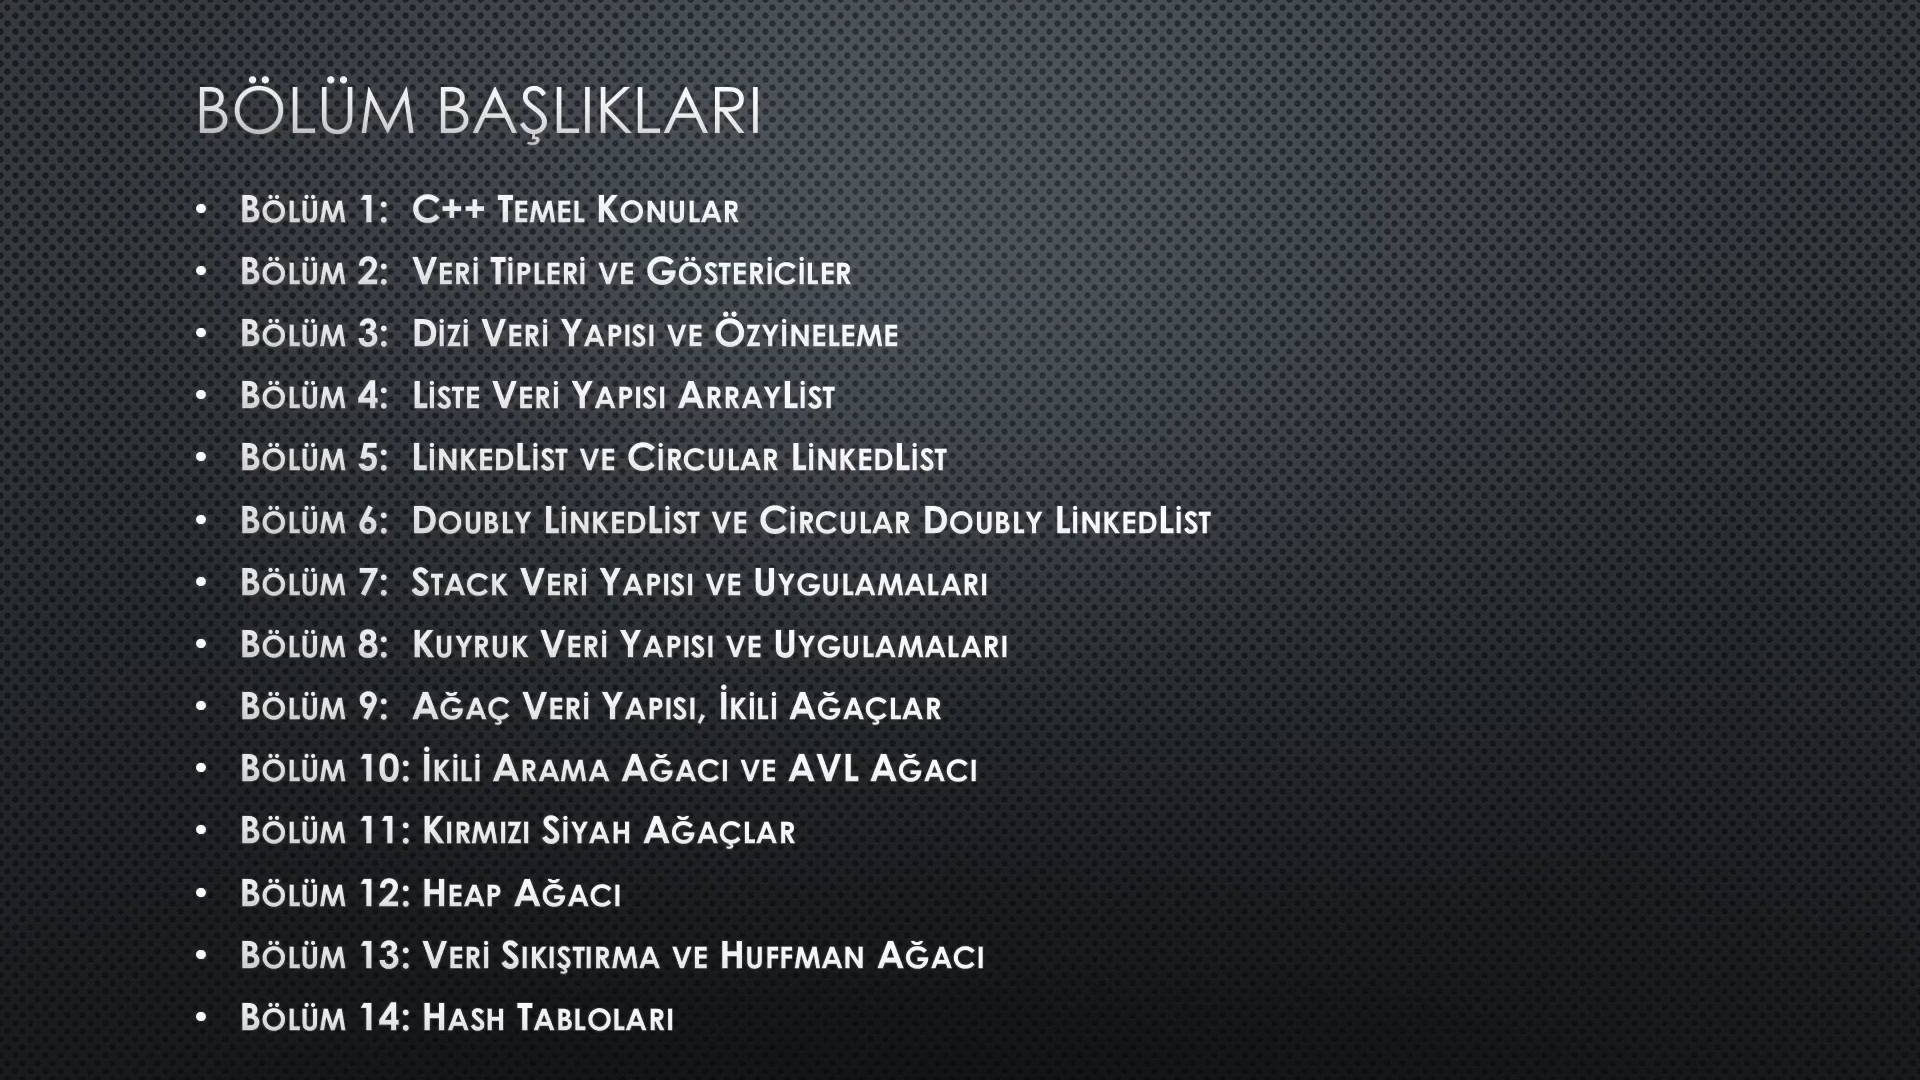 BÖLÜM BAŞLIKLARI
• Bölüm 1: C++ Temel Konular
• Bölüm 2: Veri Tipleri ve Göstericiler
• Bölüm 3: Dizi Veri Yapısı ve Özyineleme
• Bölüm 4: Liste Veri Yapısı ArrayList
• Bölüm 5: LinkedList ve Circular LinkedList
• Bölüm 6: Doubly LinkedList ve Circular Doubly LinkedList
• Bölüm 7: Stack Veri Yapısı ve Uygulamaları
• Bölüm 8: Kuyruk Veri Yapısı ve Uygulamaları
• Bölüm 9: Ağaç Veri Yapısı, İkili Ağaçlar
• Bölüm 10: İkili Arama Ağacı ve AVL Ağacı
• Bölüm 11: Kırmızı Siyah Ağaçlar
• Bölüm 12: Heap Ağacı
• Bölüm 13: Veri Sıkıştırma ve Huffman Ağacı
• Bölüm 14: Hash Tabloları